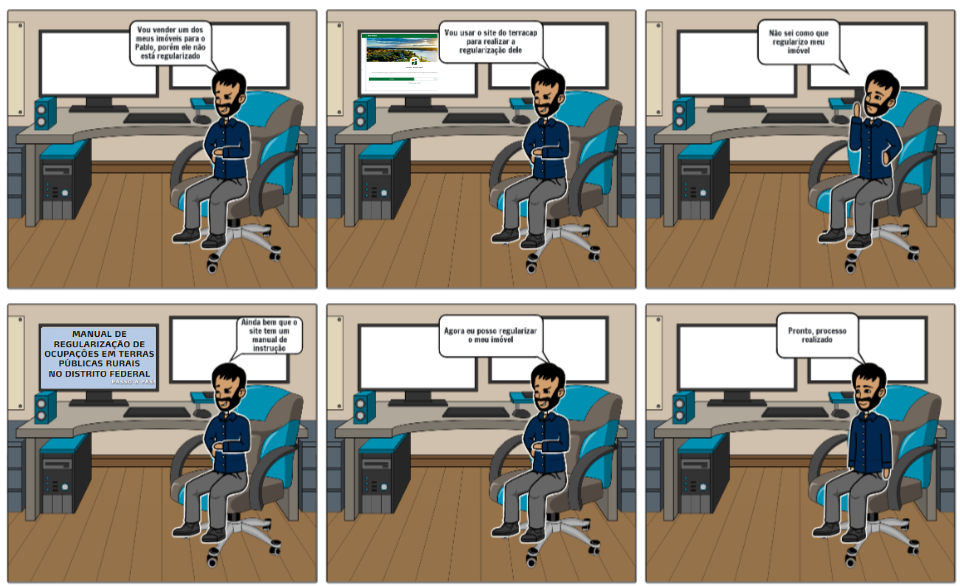 Vou vender um dos
meus imóveis para o
Pablo, porém ele não
está regularizado
Vou usar o site do terracap
para realizar a
regularização dele
Não sei como que
regularizo meu
imóvel
MANUAL DE
REGULARIZAÇÃO DE
OCUPAÇÕES EM TERRAS
PÚBLICAS RURAIS
NO DISTRITO FEDERAL
PASSO A PASSO
Ainda bem que o
site tem um
manual de
instrução
Agora eu posso regularizar
o meu imóvel
Pronto, processo
realizado